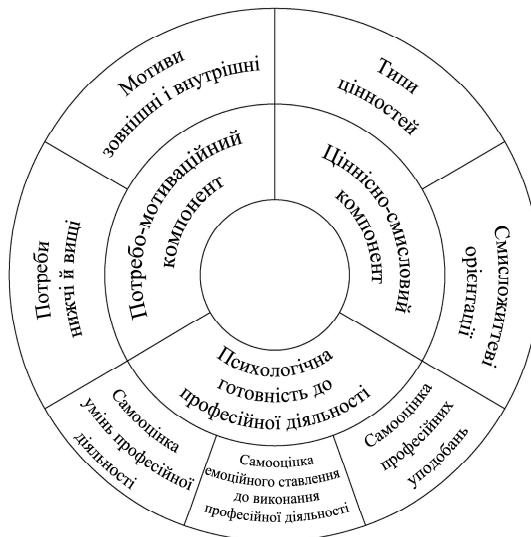 Мотиви
зовнішні і внутрішні
Типи
цінностей
Потребо-мотиваційний
компонент
Ціннісно-смисловий
компонент
Потреби
нижчі й вищі
Смисложиттєві
орієнтації
Психологічна
готовність до
професійної діяльності
Самооцінка
умінь професійної
діяльності
Самооцінка
емоційного ставлення
до виконання
професійної діяльності
Самооцінка
професійних
уподобань